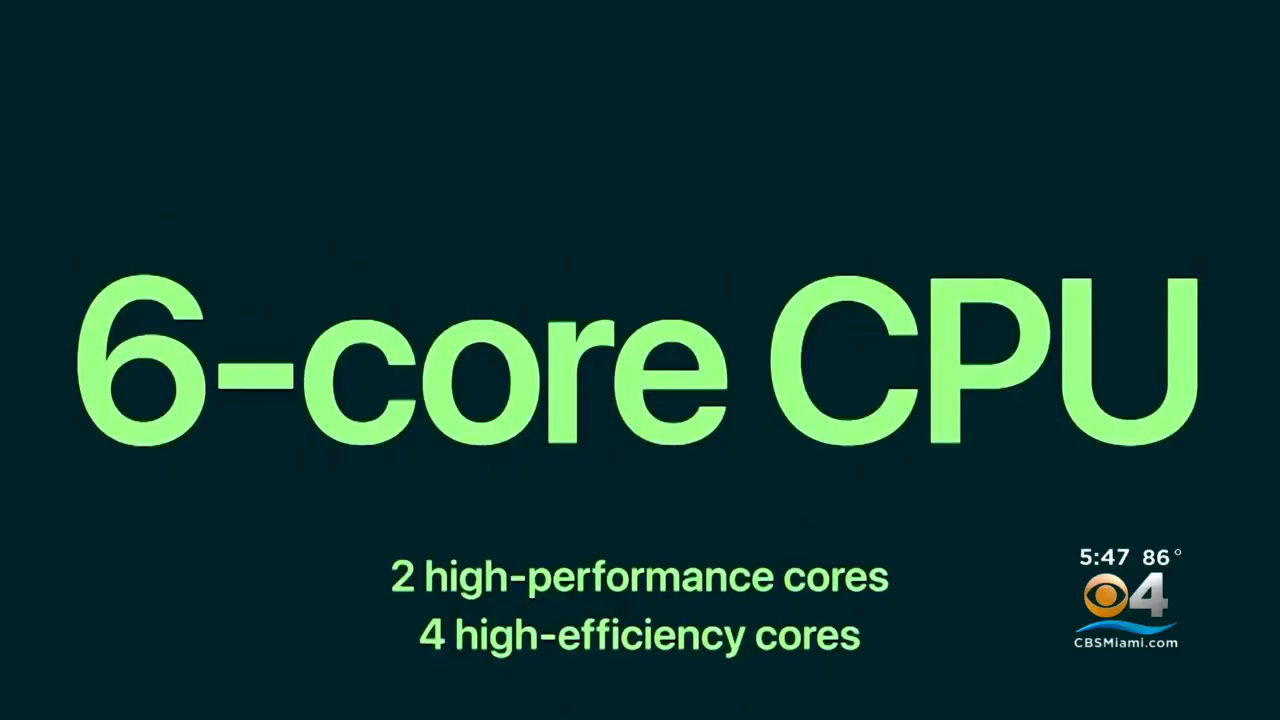 6-core CPU
2 high-performance cores
4 high-efficiency cores
5:47 86°
4
CBSMiami.com